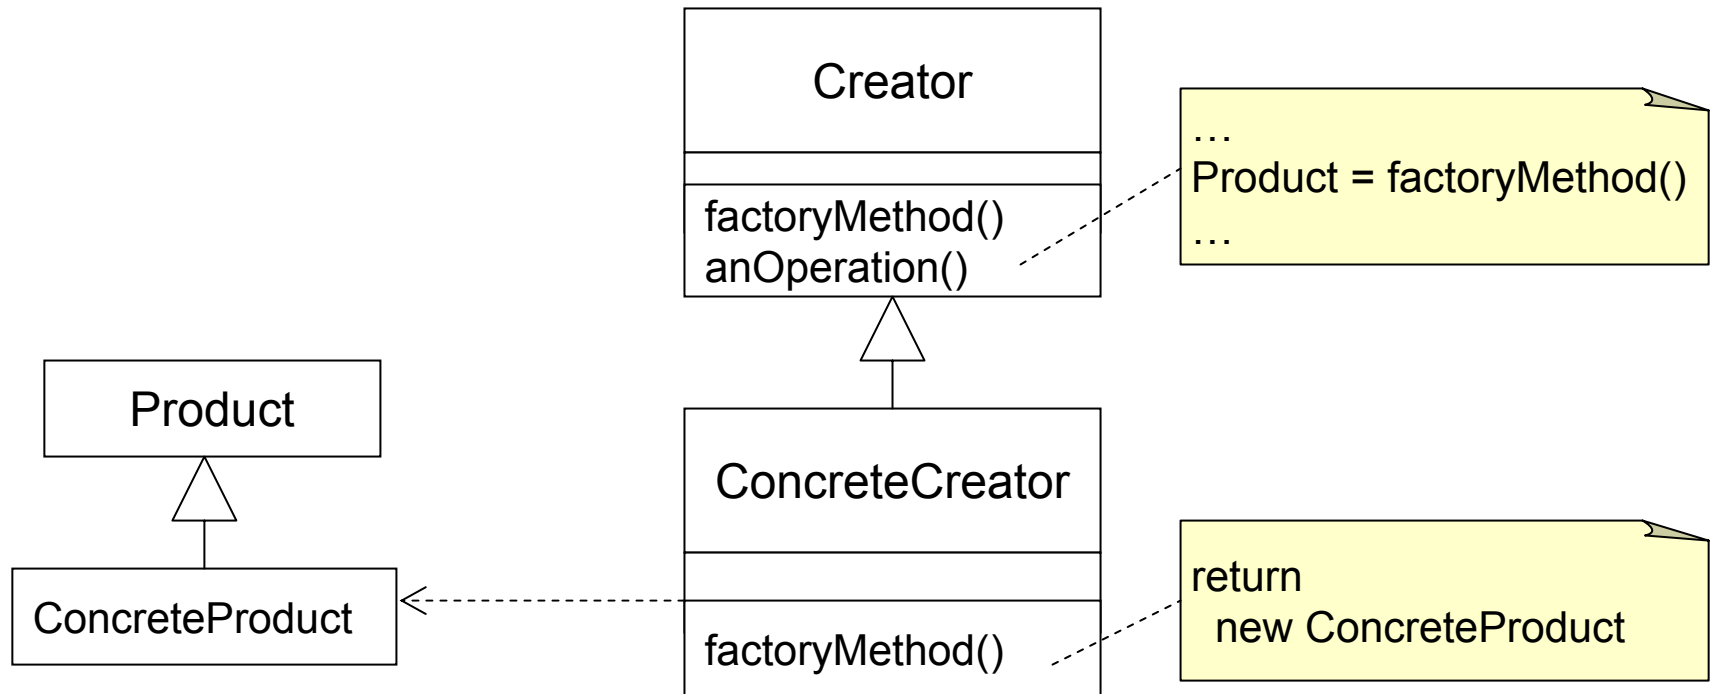 Creator
factoryMethod()
anOperation()
…
Product = factoryMethod()
…
Product
ConcreteProduct
ConcreteCreator
factoryMethod()
return
new ConcreteProduct